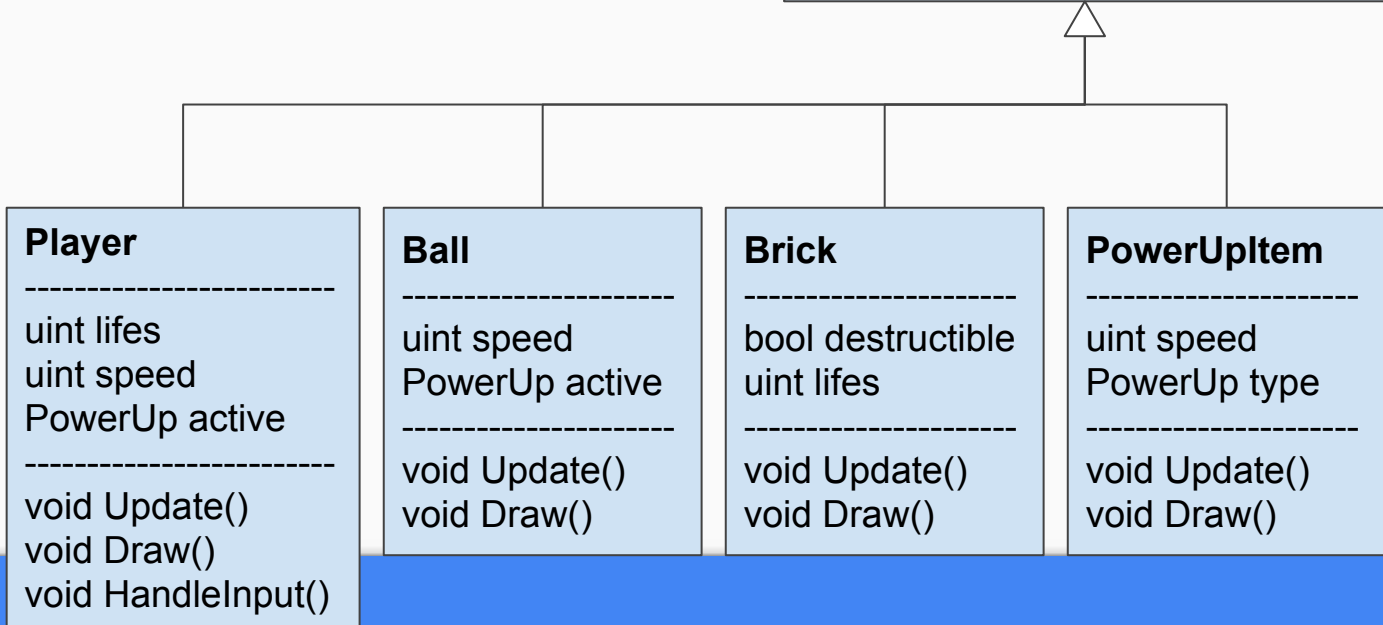 Player
-------------------------
uint lifes
uint speed
PowerUp active
-------------------------
void Update()
void Draw()
void HandleInput()
Ball
----------------------
uint speed
PowerUp active
----------------------
void Update()
void Draw()
Brick
----------------------
bool destructible
uint lifes
----------------------
void Update()
void Draw()
PowerUpItem
----------------------
uint speed
PowerUp type
----------------------
void Update()
void Draw()